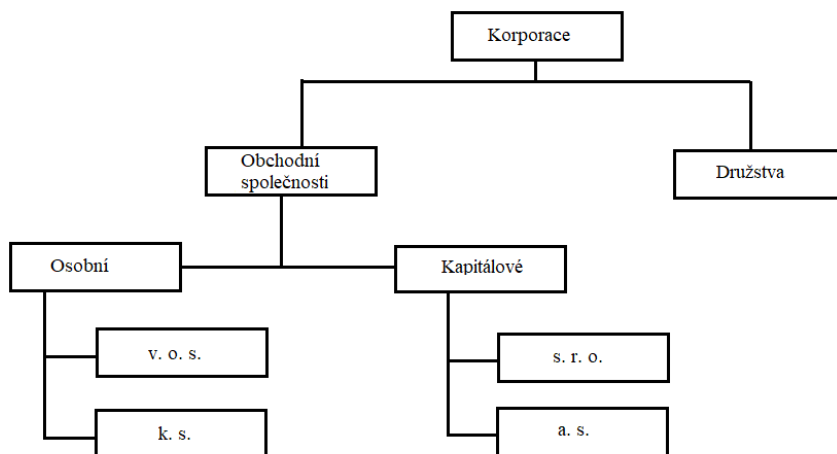 Korporace
Obchodní
společnosti
Družstva
Osobní
Kapitálové
v. o. s.
s. r. o.
k. s.
a. s.